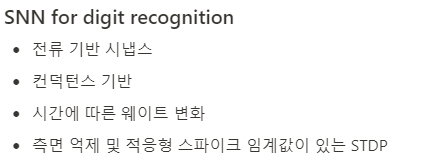 SNN for digit recognition
• 전류 기반 시냅스
• 컨덕턴스 기반
• 시간에 따른 웨이트 변화
• 측면 억제 및 적응형 스파이크 임계값이 있는 STDP